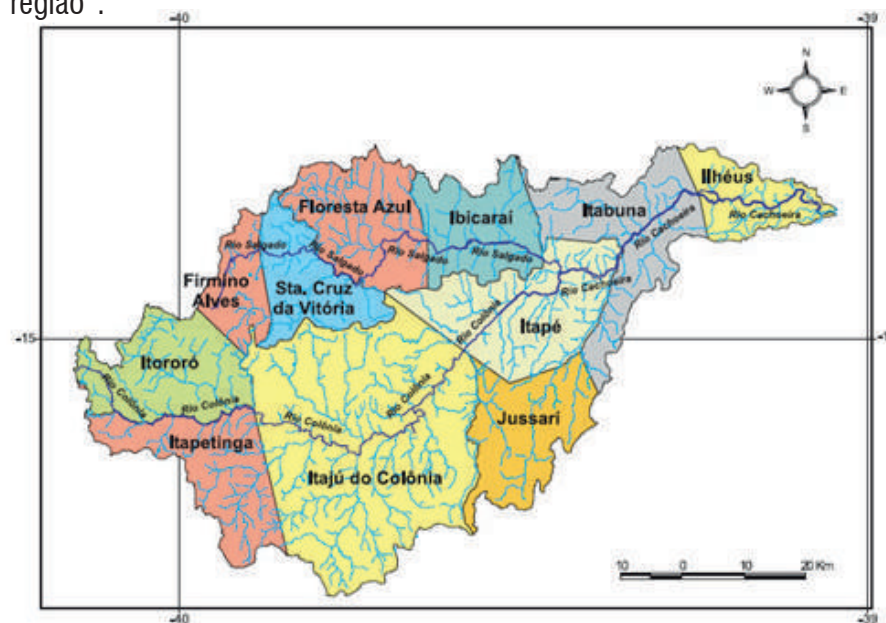 região".
-40
-39
N
W E
S
Ilhéus
Rio Cachoeira
Floresta Azul
Ibicaraí
Itabuna
Rio Cachoeira
Rio Salgado
Rio Salgado
Rio Salgado
Rio Salgado
Firmino
Alves
Sta. Cruz
da Vitória
Rio Cachoeira
Rio Colônia
Itapé
-15
-1
Itororó
Rio Colônia
Rio Colônia
Rio Colônia
Rio Colônia
Jussari
Itapetinga
Itajú do Colônia
10 0 10 20 Km
-40
-39